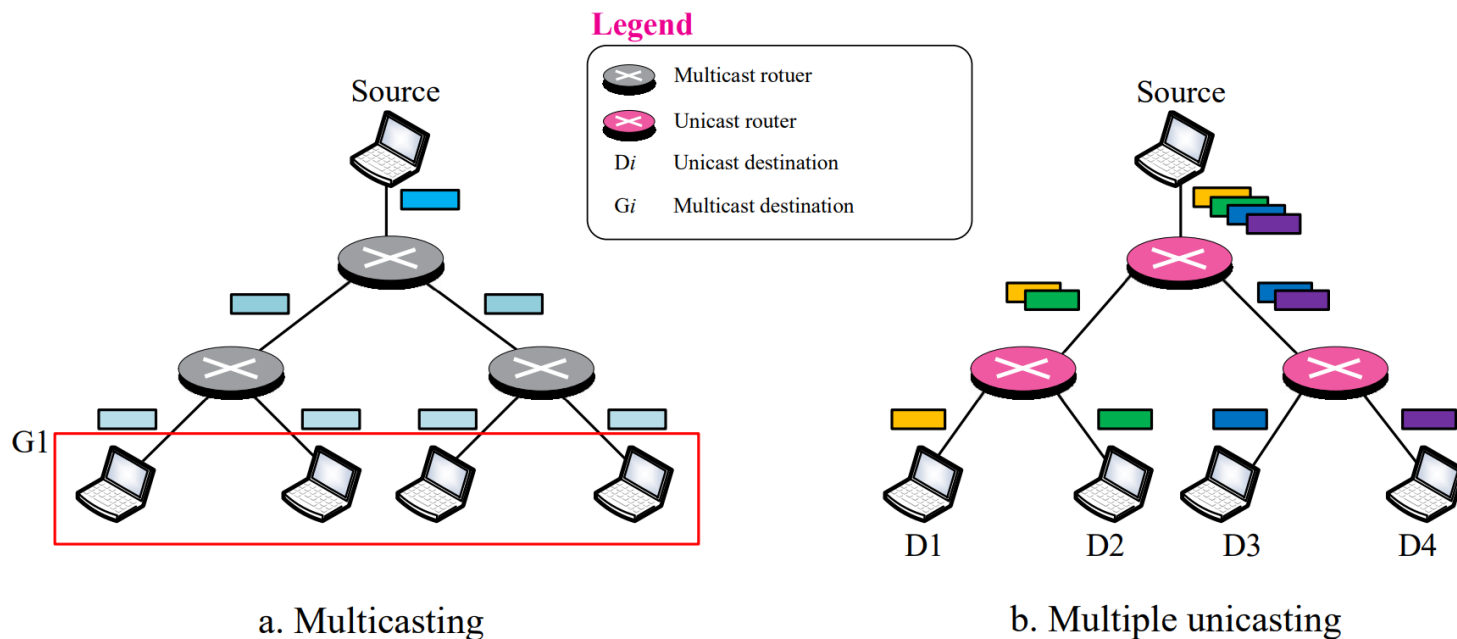 Legend
Multicast rotuer
Unicast router
Di Unicast destination
Gi Multicast destination
Source
G1
a. Multicasting
Source
D1 D2 D3 D4
b. Multiple unicasting